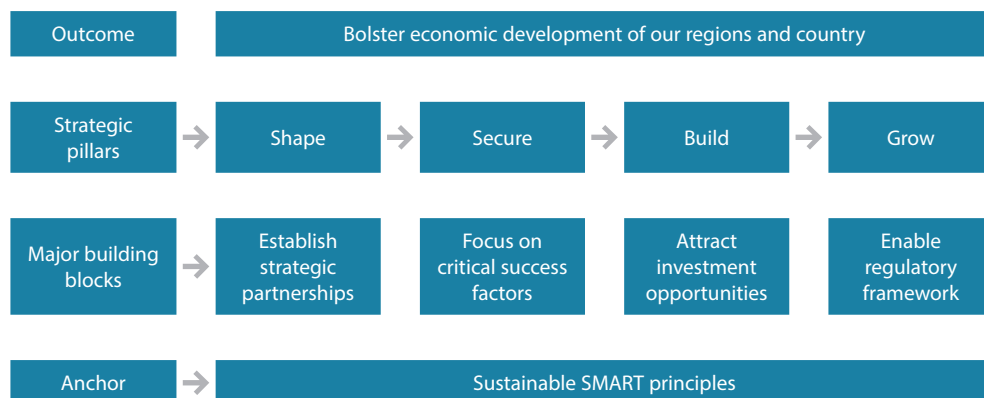 Outcome
Bolster economic development of our regions and country
Strategic
pillars
Shape
Secure
Build
Grow
Major building
blocks
Establish
strategic
partnerships
Focus on
critical success
factors
Attract
investment
opportunities
Enable
regulatory
framework
Anchor
Sustainable SMART principles